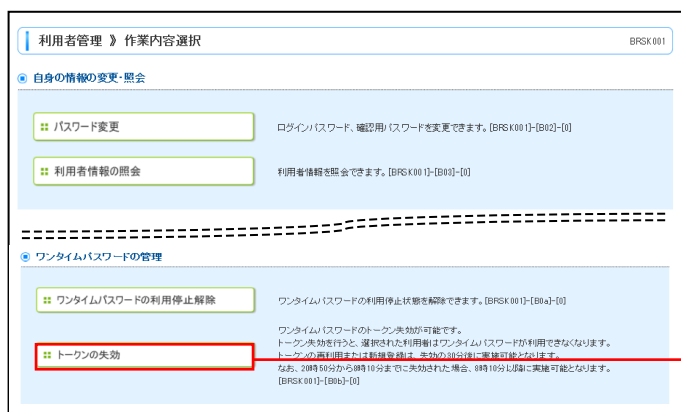 利用者管理 》 作業内容選択
BRSK001
自身の情報の変更・照会
パスワード変更
ログインパスワード、確認用パスワードを変更できます。[BRSK001]-[B02]-[0]
利用者情報の照会
利用者情報を照会できます。[BRSK001]-[B03]-[0]
ワンタイムパスワードの管理
ワンタイムパスワードの利用停止解除
ワンタイムパスワードの利用停止状態を解除できます。[BRSK001]-[B0a]-[0]
トークンの失効
ワンタイムパスワードのトークン失効が可能です。
トークン失効を行うと、選択された利用者はワンタイムパスワードが利用できなくなります。
トークンの再利用または新規登録は、失効の30分後に実施可能となります。
なお、20時50分から8時10分までに失効された場合、8時10分以降に実施可能となります。
[BRSK001]-[B0b]-[0]